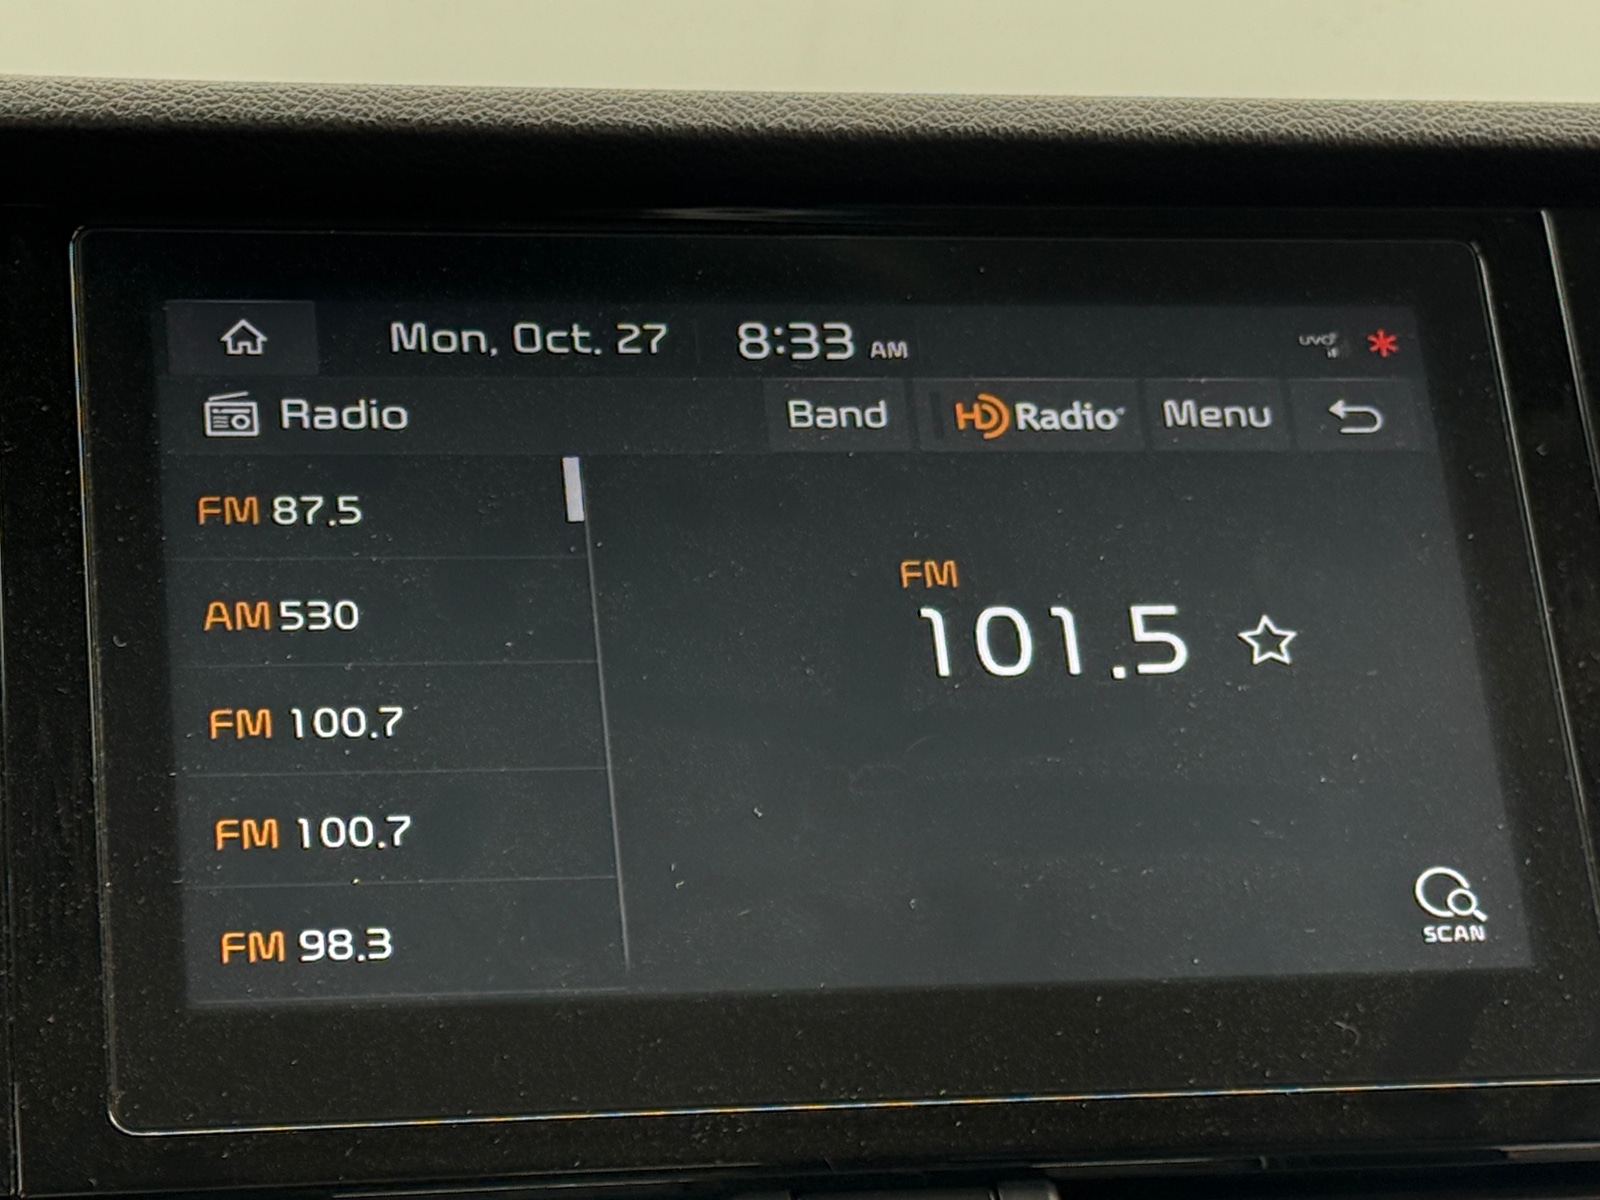 Mon, Oct. 27 8:33 AM
Radio Band HD Radio Menu
FM 87.5
AM 530
FM 100.7
FM 100.7
FM 98.3
FM
101.5
SCAN